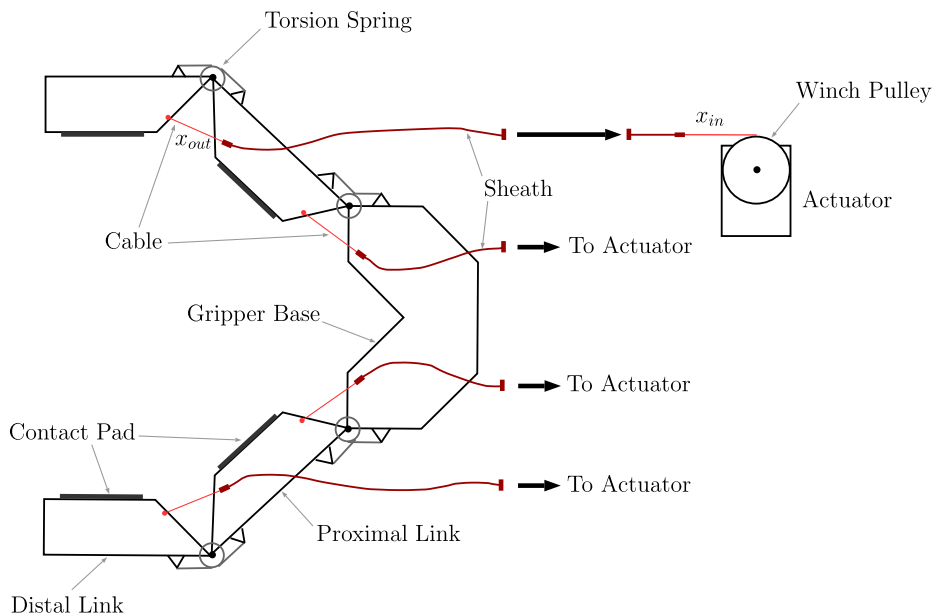 Torsion Spring
Winch Pulley
x_in
x_out
Sheath
Actuator
Cable
To Actuator
Gripper Base
To Actuator
Contact Pad
To Actuator
Proximal Link
Distal Link